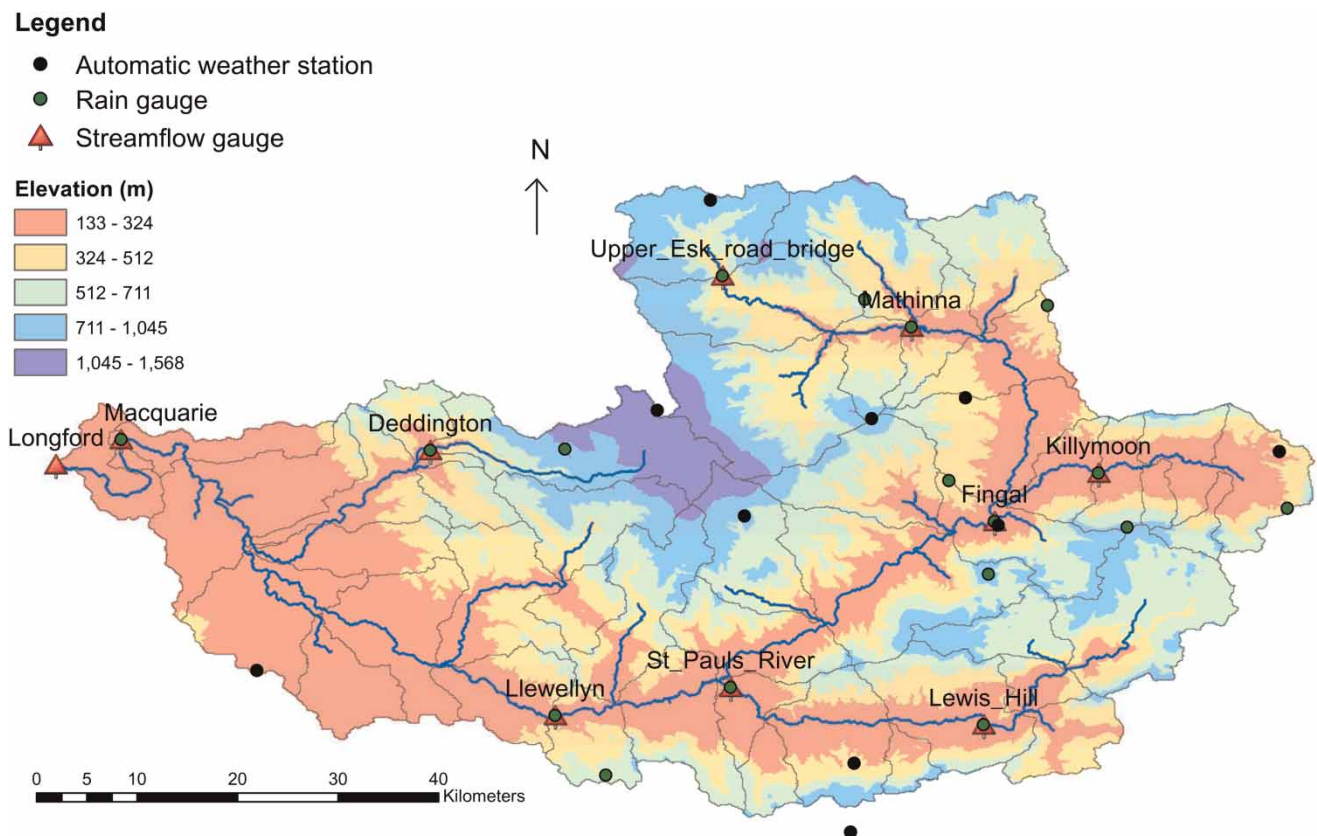 Legend
Automatic weather station
Rain gauge
Streamflow gauge
Elevation (m)
133 - 324
324 - 512
512 - 711
711 - 1,045
1,045 - 1,568
N
Upper_Esk_road_bridge
Mathinna
Macquarie
Longford
Deddington
Killymoon
Fingal
St_Pauls_River
Llewellyn
Lewis_Hill
0 5 10 20 30 40
Kilometers